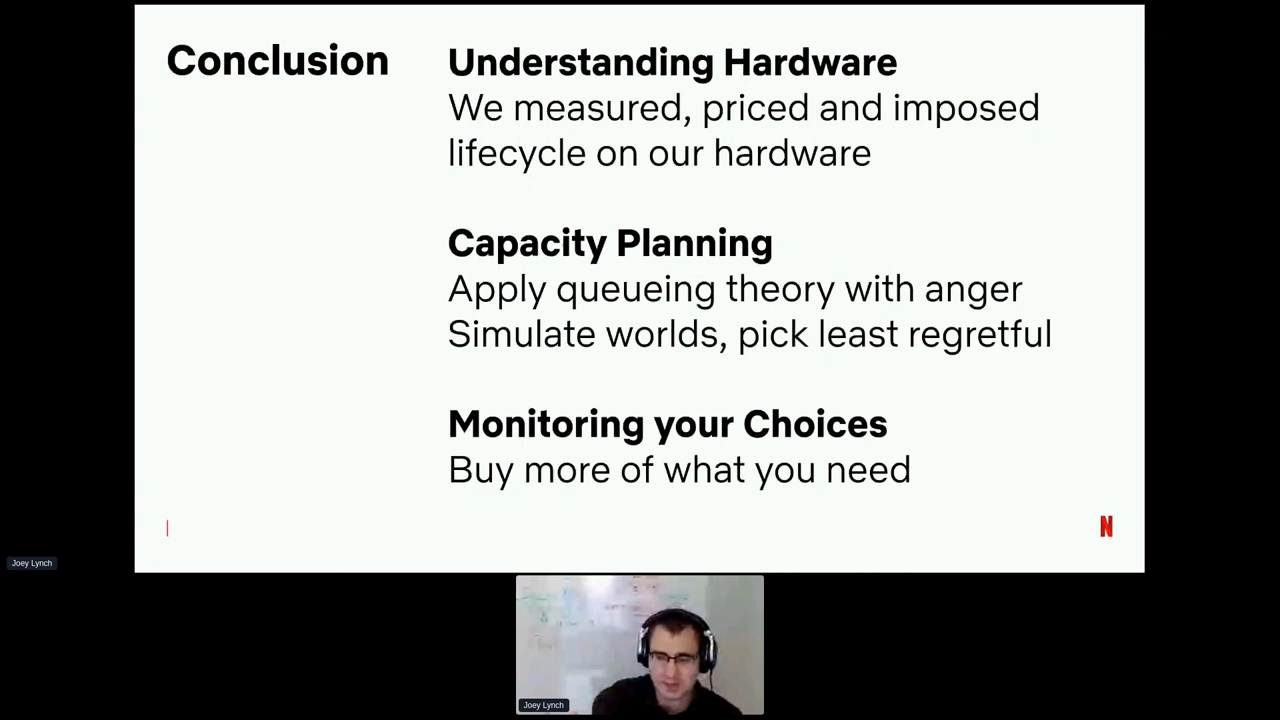 Conclusion
Understanding Hardware
We measured, priced and imposed
lifecycle on our hardware
Capacity Planning
Apply queueing theory with anger
Simulate worlds, pick least regretful
Monitoring your Choices
Buy more of what you need
N
Joey Lynch
Joey Lynch